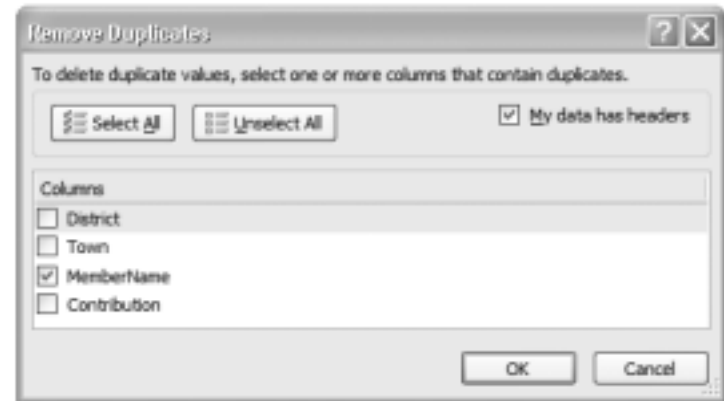 Remove Duplicates
To delete duplicate values, select one or more columns that contain duplicates.
Select All Unselect All My data has headers
Columns
District
Town
MemberName
Contribution
OK Cancel